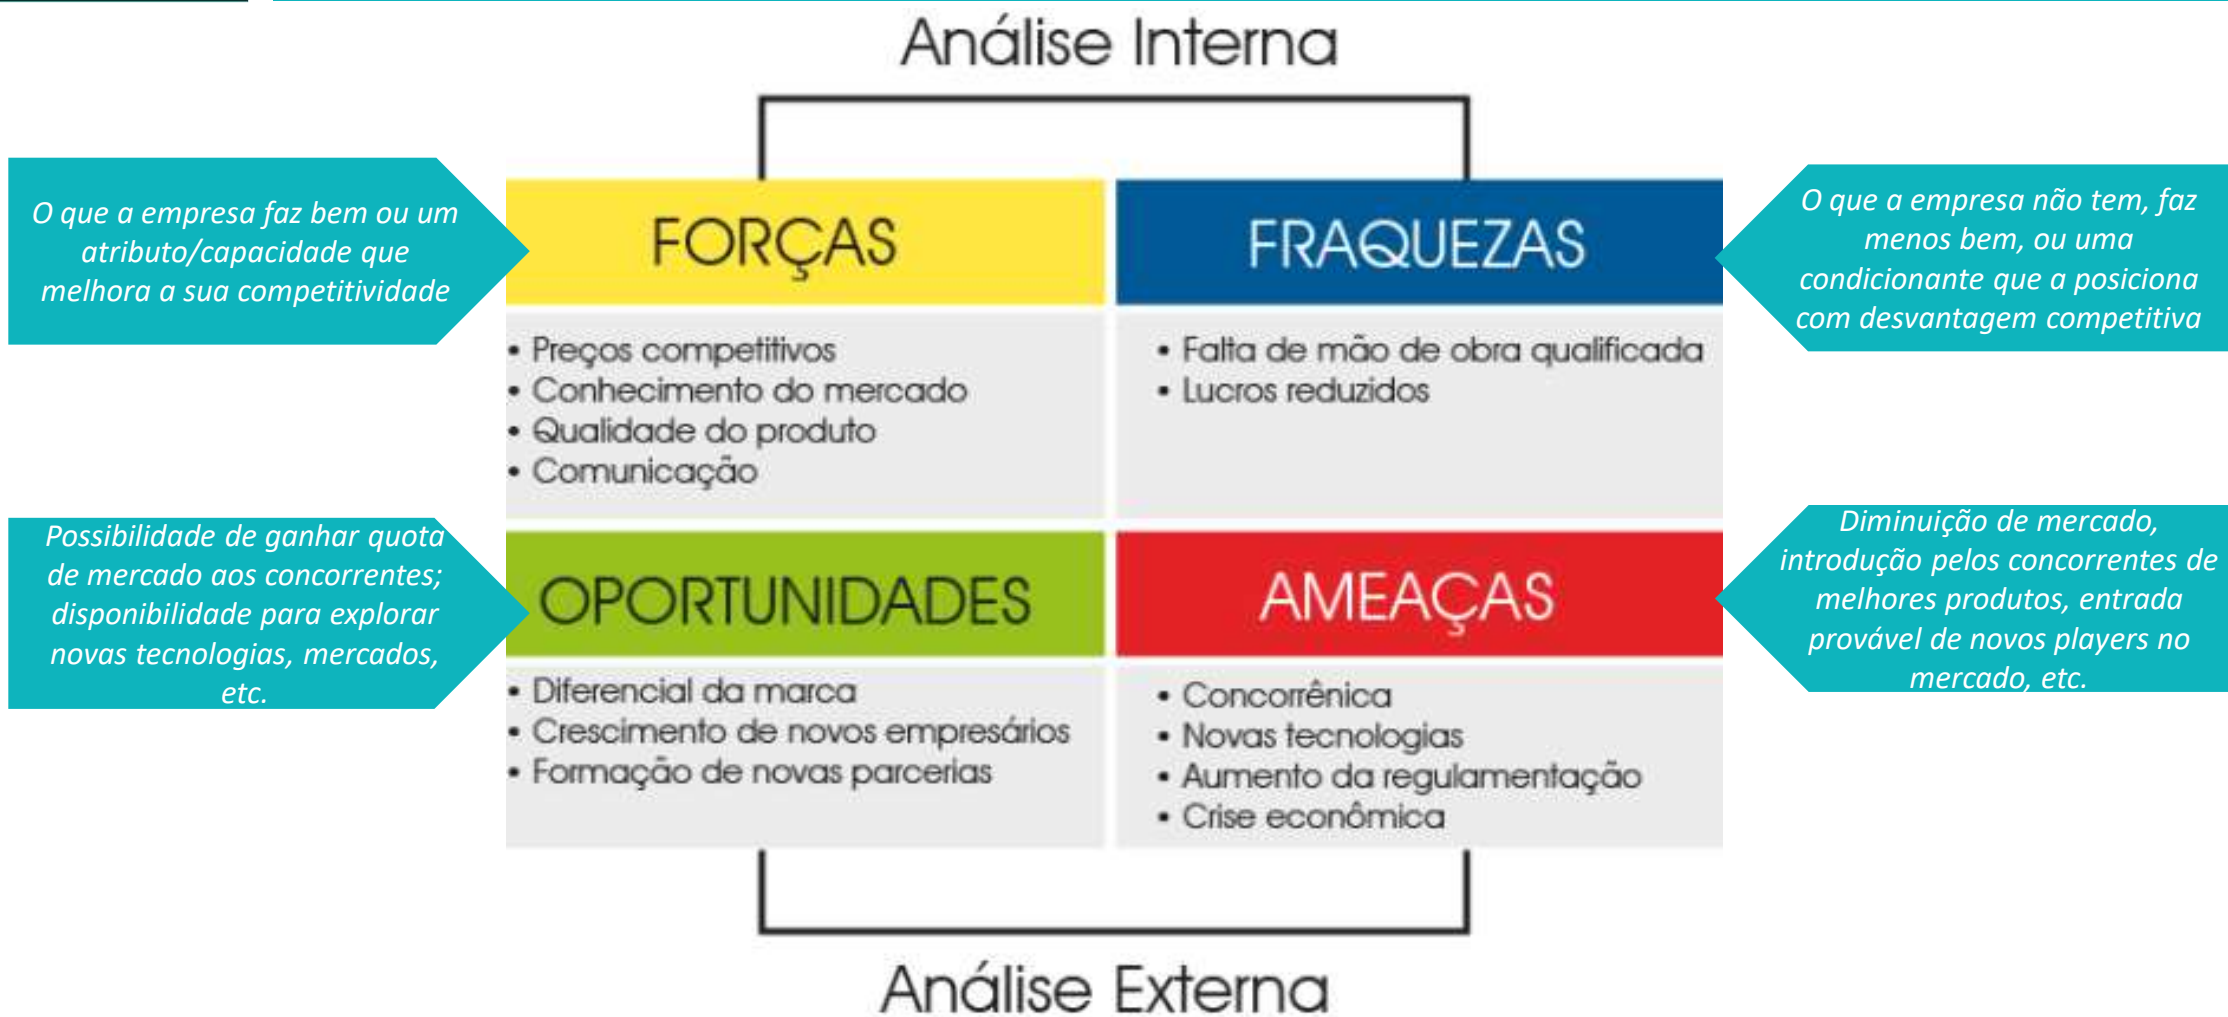 Análise Interna
O que a empresa faz bem ou um
atributo/capacidade que
melhora a sua competitividade
FORÇAS
• Preços competitivos
• Conhecimento do mercado
• Qualidade do produto
• Comunicação
FRAQUEZAS
• Falta de mão de obra qualificada
• Lucros reduzidos
O que a empresa não tem, faz
menos bem, ou uma
condicionante que a posiciona
com desvantagem competitiva
Possibilidade de ganhar quota
de mercado aos concorrentes;
disponibilidade para explorar
novas tecnologias, mercados,
etc.
OPORTUNIDADES
• Diferencial da marca
• Crescimento de novos empresários
• Formação de novas parcerias
AMEAÇAS
• Concorrênica
• Novas tecnologias
• Aumento da regulamentação
• Crise econômica
Diminuição de mercado,
introdução pelos concorrentes de
melhores produtos, entrada
provável de novos players no
mercado, etc.
Análise Externa